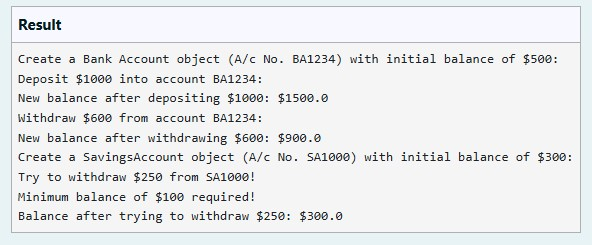 Result
Create a Bank Account object (A/c No. BA1234) with initial balance of $500:
Deposit $1000 into account BA1234:
New balance after depositing $1000: $1500.0
Withdraw $600 from account BA1234:
New balance after withdrawing $600: $900.0
Create a SavingsAccount object (A/c No. SA1000) with initial balance of $300:
Try to withdraw $250 from SA1000!
Minimum balance of $100 required!
Balance after trying to withdraw $250: $300.0